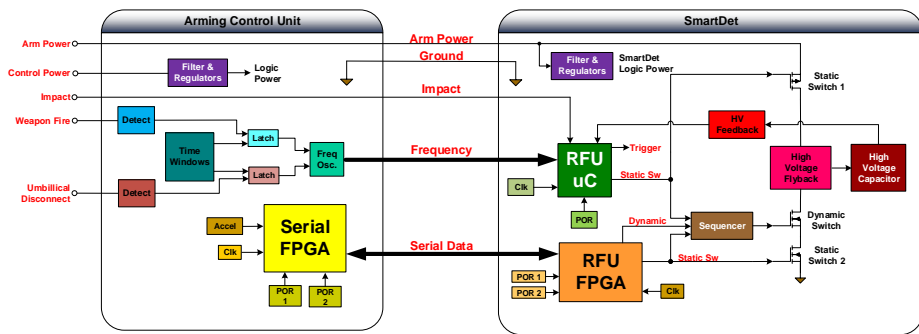 Arming Control Unit
SmartDet
Arm Power
Arm Power
Ground
Filter &
Regulators
SmartDet
Logic Power
Static
Switch 1
Control Power
Filter &
Regulators
Logic
Power
Impact
Impact
Weapon Fire
Detect
Latch
Time
Windows
Freq
Osc.
Latch
Frequency
RFU
uC
Trigger
Static Sw
HV
Feedback
High
Voltage
Flyback
High
Voltage
Capacitor
Umbillical
Disconnect
Detect
Clk
POR
Accel
Clk
Serial
FPGA
POR
1
POR
2
Serial Data
Dynamic
Sequencer
Dynamic
Switch
RFU
FPGA
Static Sw
Static
Switch 2
POR 1
POR 2
Clk